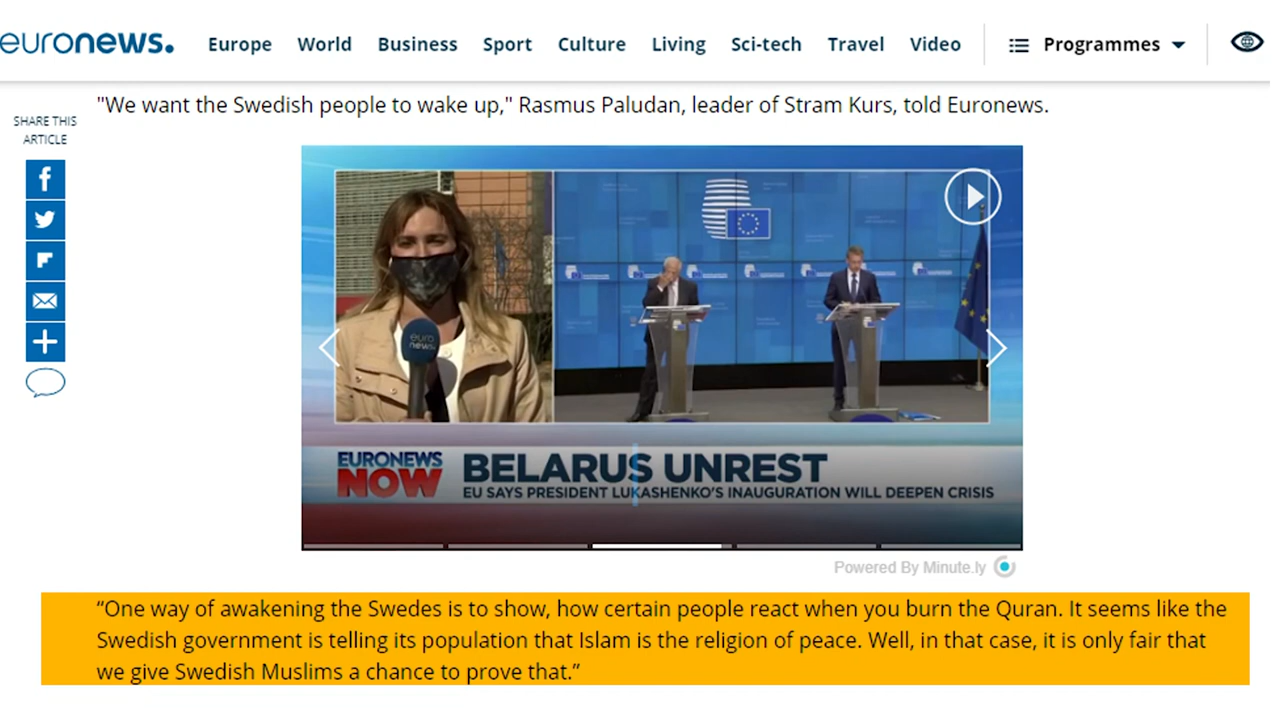 euronews.
Europe World Business Sport Culture Living Sci-tech Travel Video Programmes
SHARE THIS
ARTICLE
"We want the Swedish people to wake up," Rasmus Paludan, leader of Stram Kurs, told Euronews.
euro
news.
EURONEWS
NOW
BELARUS UNREST
EU SAYS PRESIDENT LUKASHENKO'S INAUGURATION WILL DEEPEN CRISIS
Powered By Minute.ly
“One way of awakening the Swedes is to show, how certain people react when you burn the Quran. It seems like the
Swedish government is telling its population that Islam is the religion of peace. Well, in that case, it is only fair that
we give Swedish Muslims a chance to prove that.”